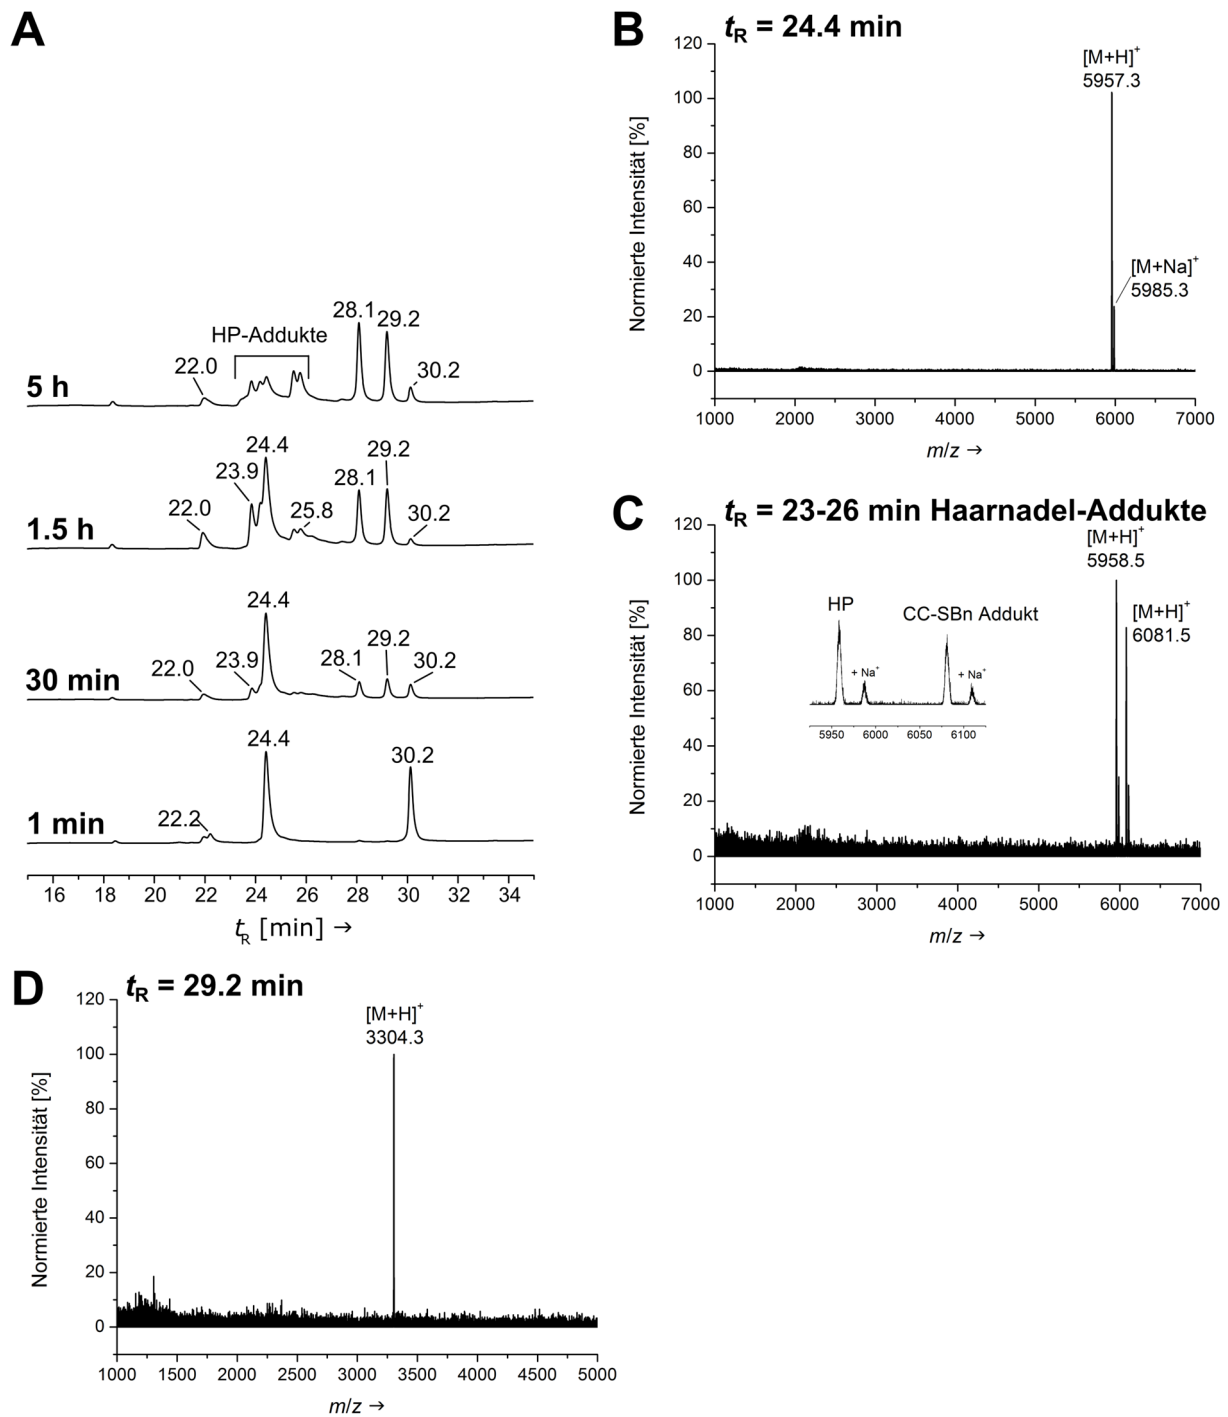 A
HP-Addukte
5 h
22.0
28.1
29.2
30.2
1.5 h
22.0
23.9
24.4
25.8
28.1
29.2
30.2
30 min
22.0
23.9
24.4
28.1
29.2
30.2
1 min
22.2
24.4
30.2
16 18 20 22 24 26 28 30 32 34
tR [min] →
B
tR = 24.4 min
Normierte Intensität [%]
120
100
80
60
40
20
0
[M+H]+
5957.3
[M+Na]+
5985.3
1000 2000 3000 4000 5000 6000 7000
m/z →
C
tR = 23-26 min Haarnadel-Addukte
Normierte Intensität [%]
120
100
80
60
40
20
0
[M+H]+
5958.5
[M+H]+
6081.5
HP
CC-SBn Addukt
+ Na+
+ Na+
5950 6000 6050 6100
1000 2000 3000 4000 5000 6000 7000
m/z →
D
tR = 29.2 min
Normierte Intensität [%]
120
100
80
60
40
20
0
[M+H]+
3304.3
1000 1500 2000 2500 3000 3500 4000 4500 5000
m/z →